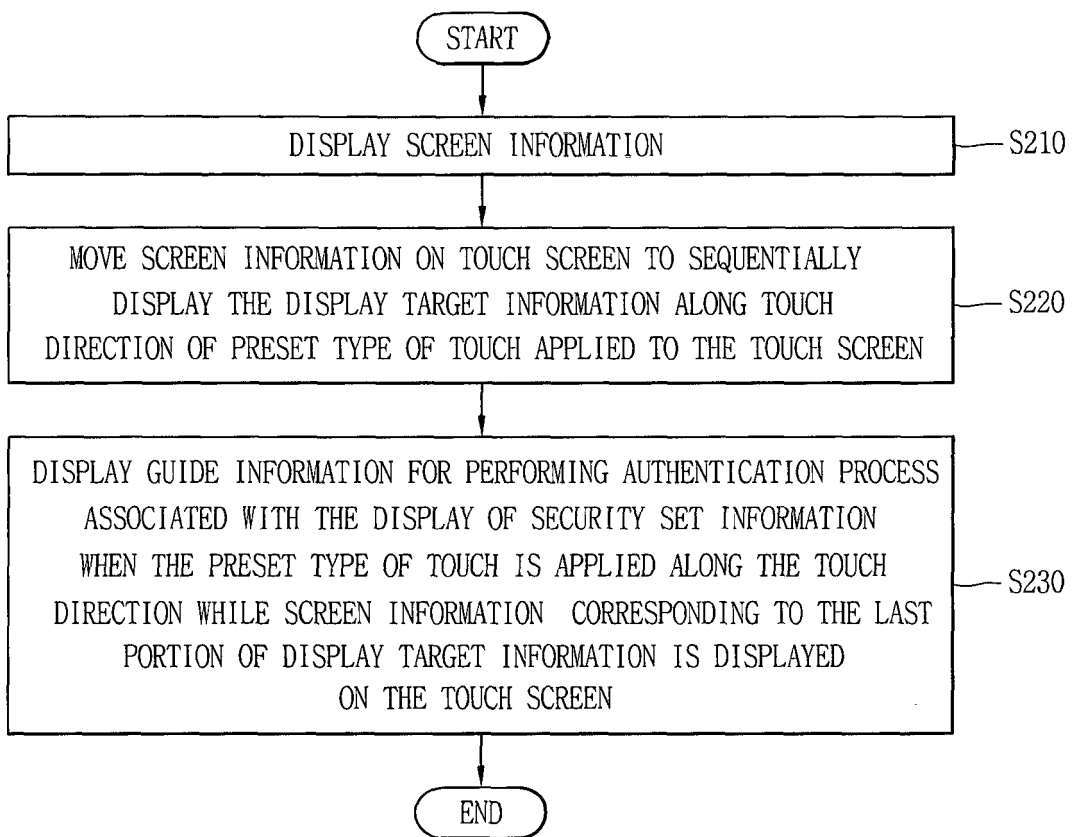 START
DISPLAY SCREEN INFORMATION
S210
MOVE SCREEN INFORMATION ON TOUCH SCREEN TO SEQUENTIALLY
DISPLAY THE DISPLAY TARGET INFORMATION ALONG TOUCH
DIRECTION OF PRESET TYPE OF TOUCH APPLIED TO THE TOUCH SCREEN
S220
DISPLAY GUIDE INFORMATION FOR PERFORMING AUTHENTICATION PROCESS
ASSOCIATED WITH THE DISPLAY OF SECURITY SET INFORMATION
WHEN THE PRESET TYPE OF TOUCH IS APPLIED ALONG THE TOUCH
DIRECTION WHILE SCREEN INFORMATION CORRESPONDING TO THE LAST
PORTION OF DISPLAY TARGET INFORMATION IS DISPLAYED
ON THE TOUCH SCREEN
S230
END